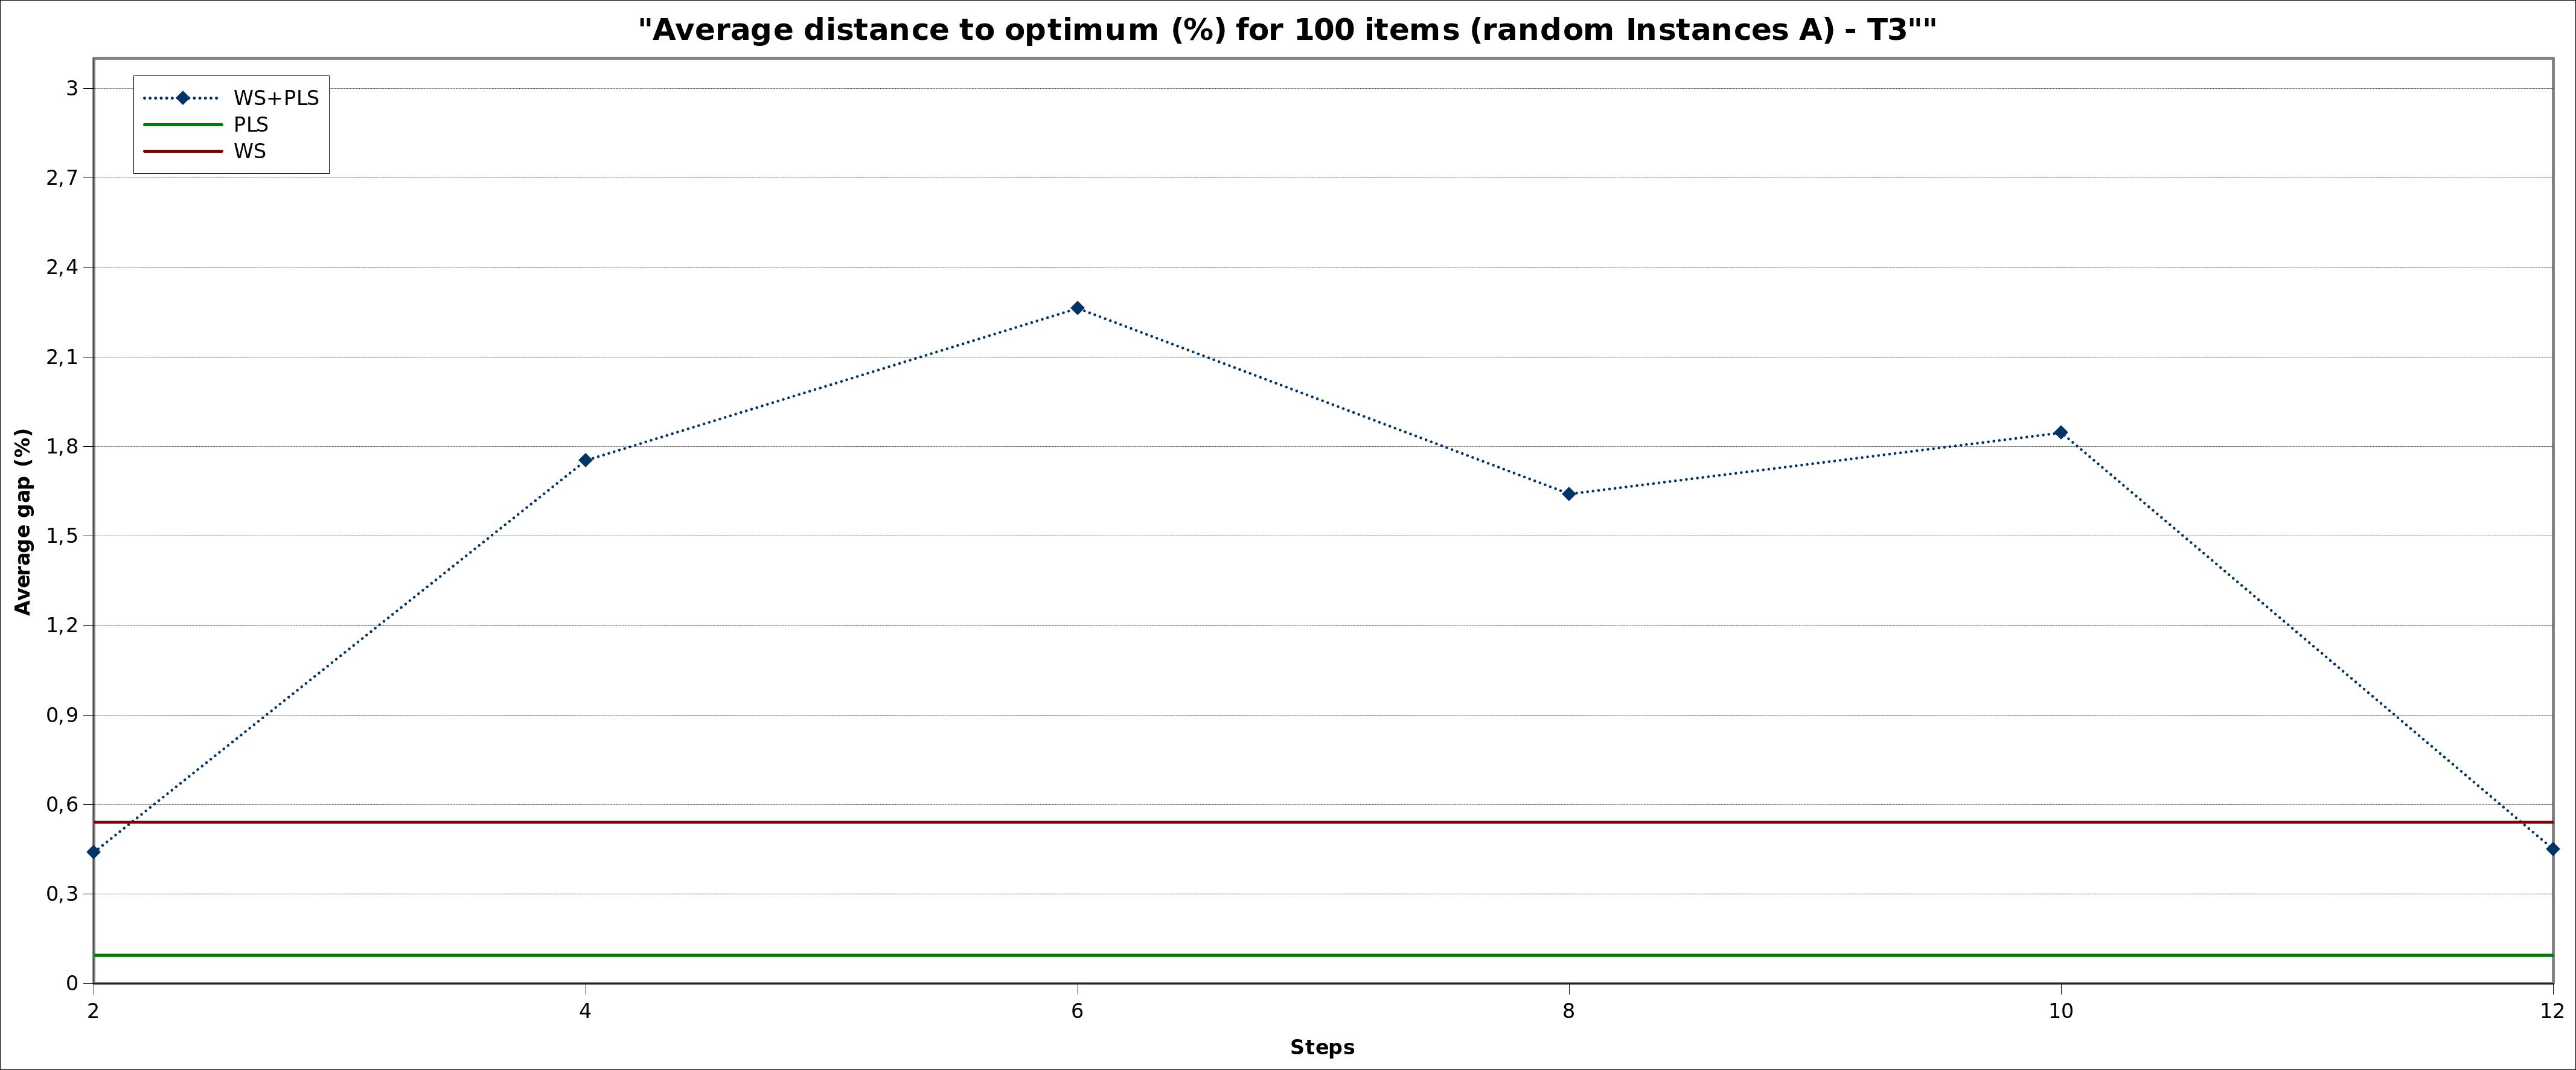 "Average distance to optimum (%) for 100 items (random Instances A) - T3""
WS+PLS
PLS
WS
3
2,7
2,4
2,1
1,8
1,5
1,2
0,9
0,6
0,3
0
Average gap (%)
2 4 6 8 10 12
Steps